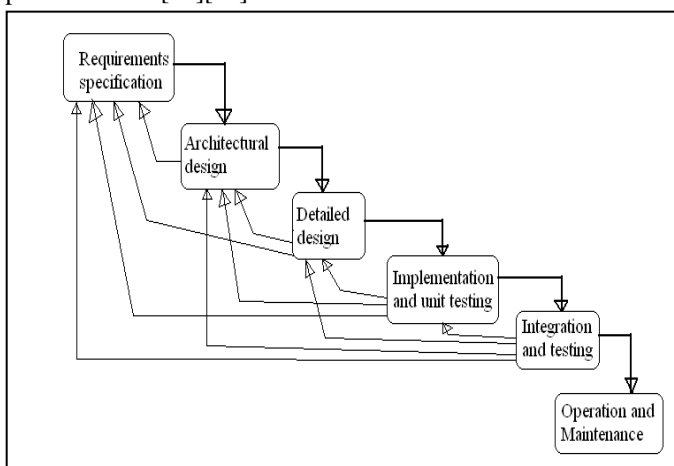 Requirements
specification
Architectural
design
Detailed
design
Implementation
and unit testing
Integration
and testing
Operation and
Maintenance